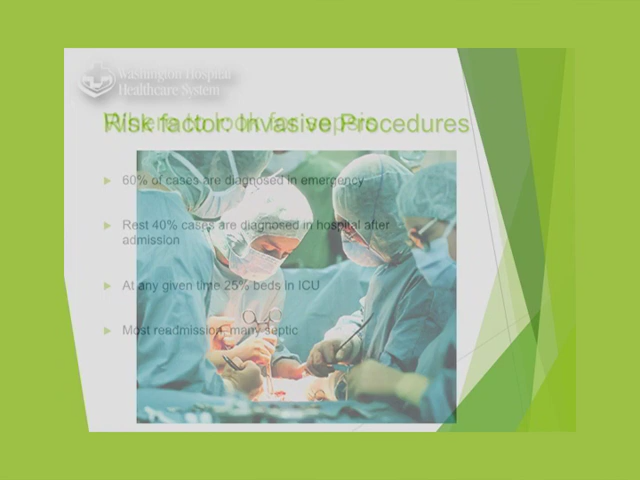 Washington Hospital
Healthcare System
Risk factor: Invasive Procedures
60% of cases are diagnosed in emergency
Rest 40% cases are diagnosed in hospital after
admission
At any given time 25% beds in ICU
Most readmission, many septic